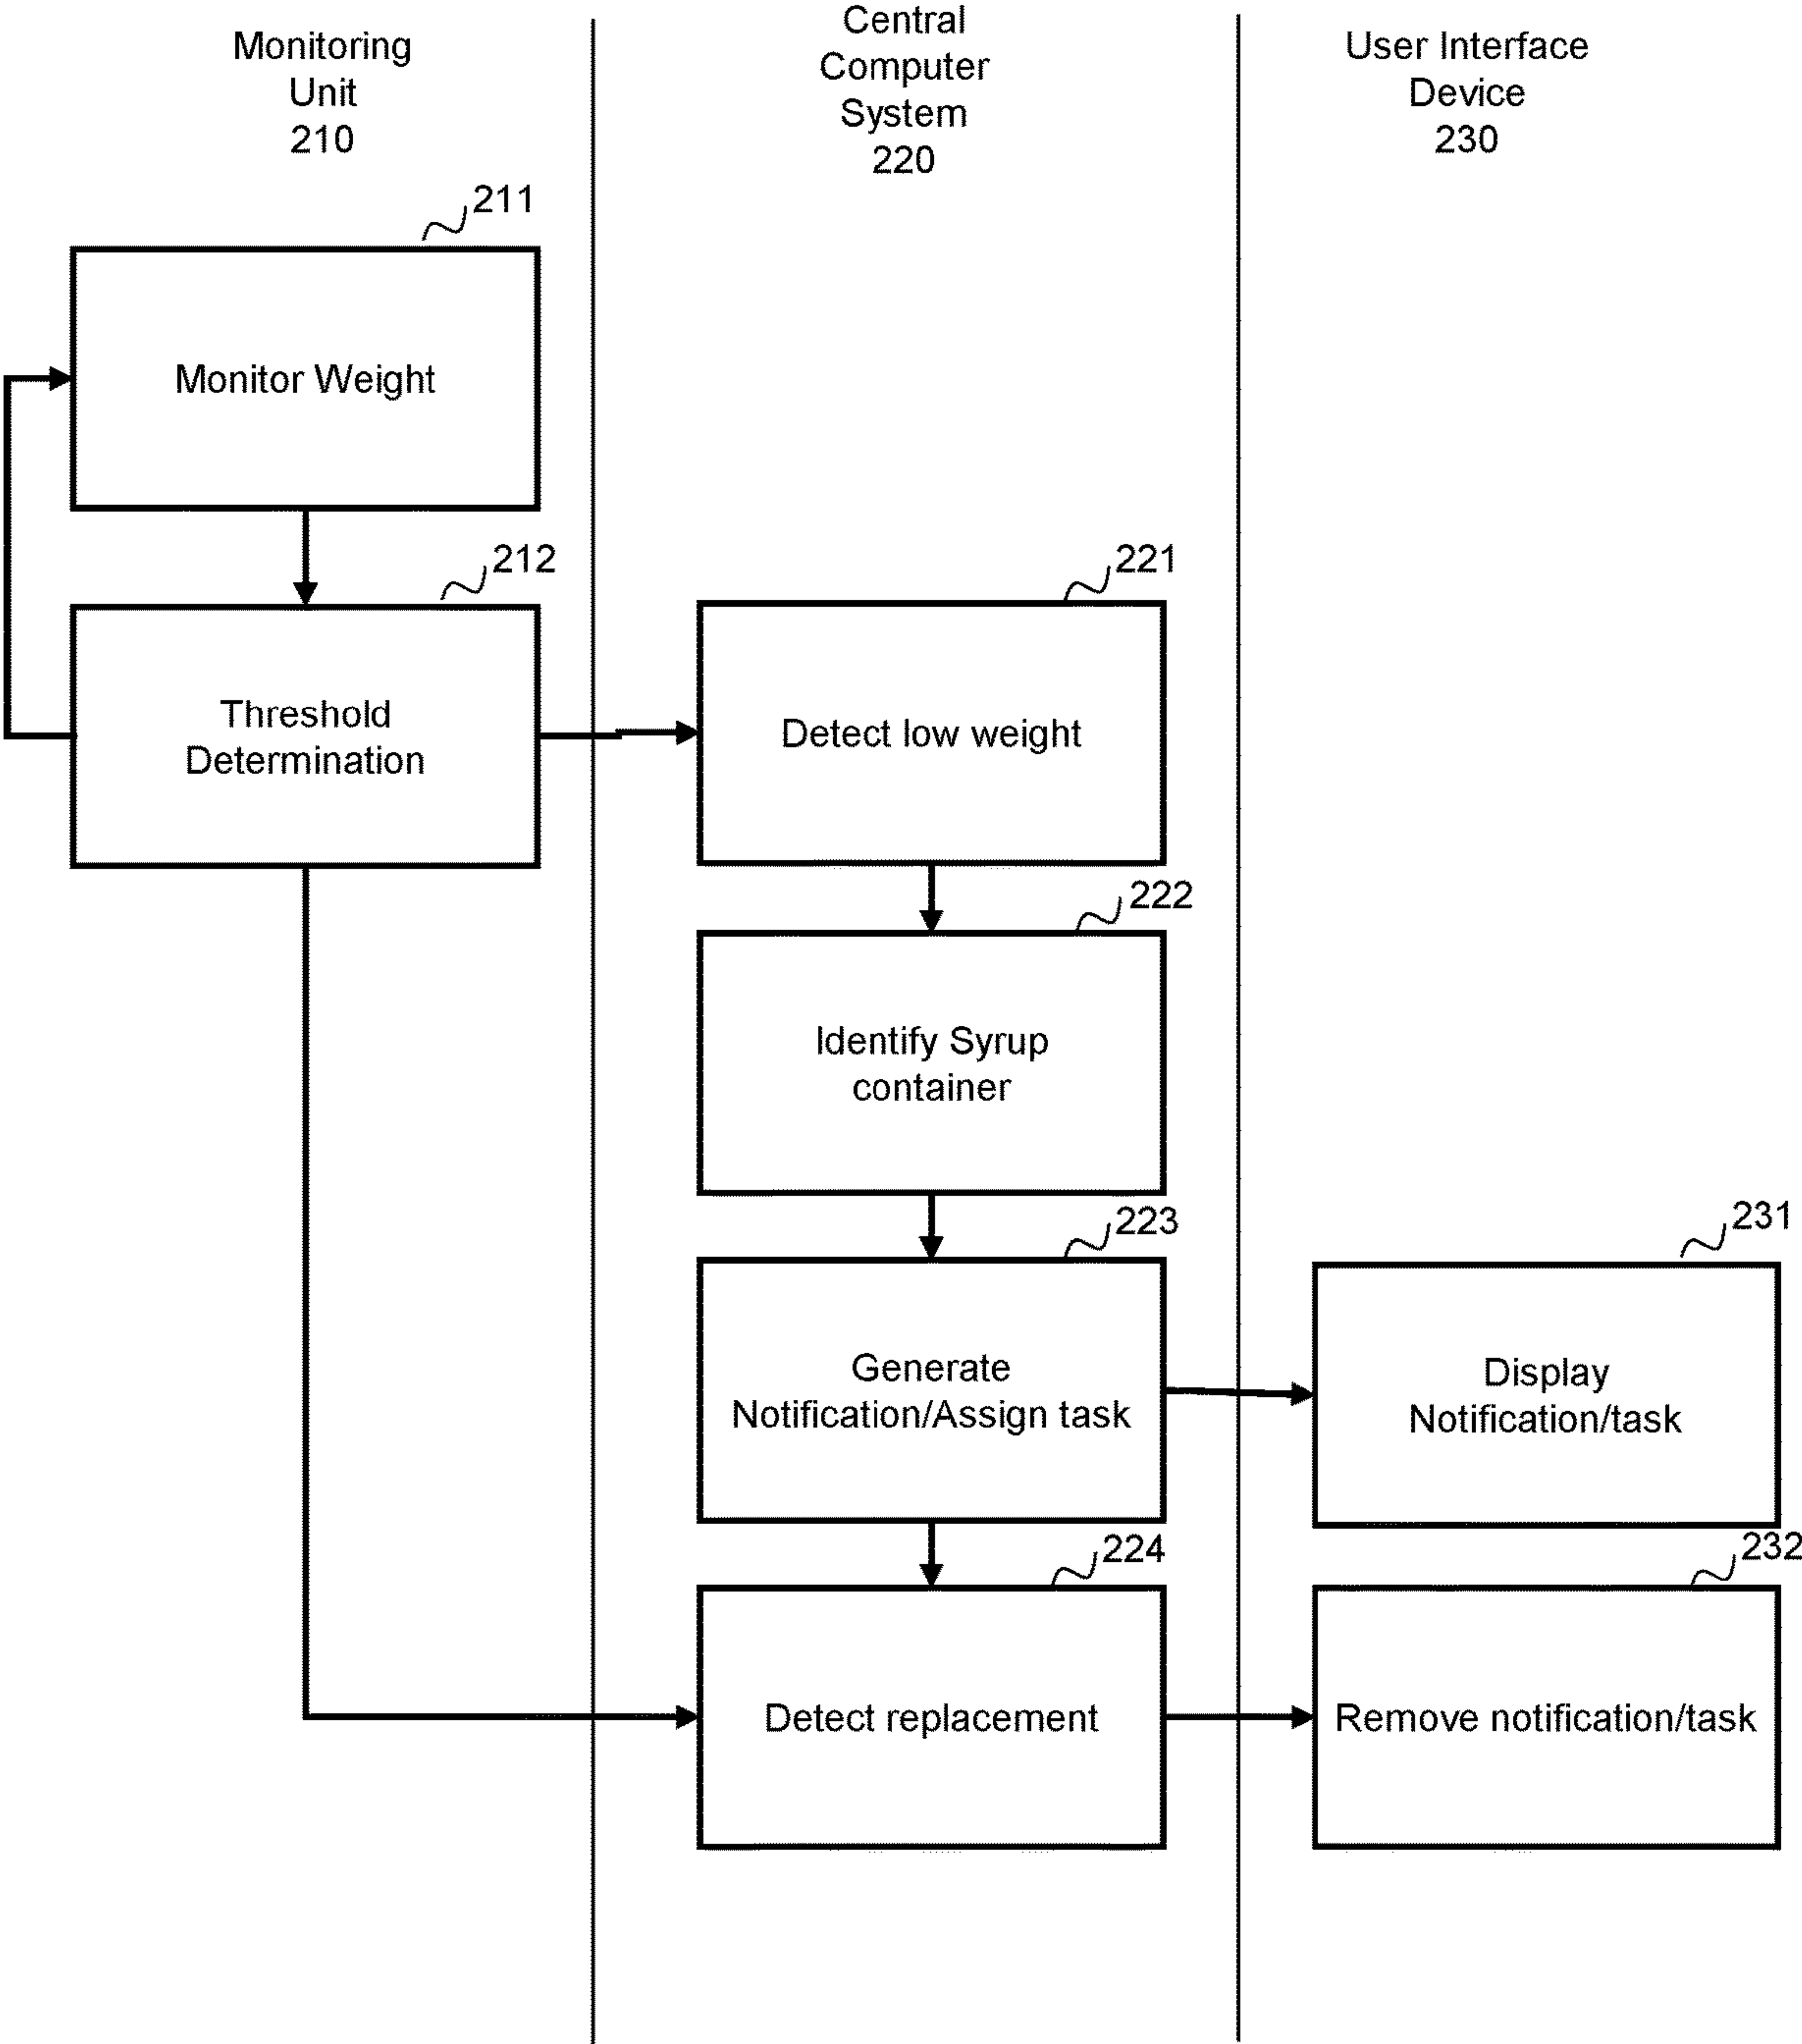 Monitoring
Unit
210
Central
Computer
System
220
User Interface
Device
230
211
Monitor Weight
212
Threshold
Determination
221
Detect low weight
222
Identify Syrup
container
223
Generate
Notification/Assign task
231
Display
Notification/task
224
Detect replacement
232
Remove notification/task